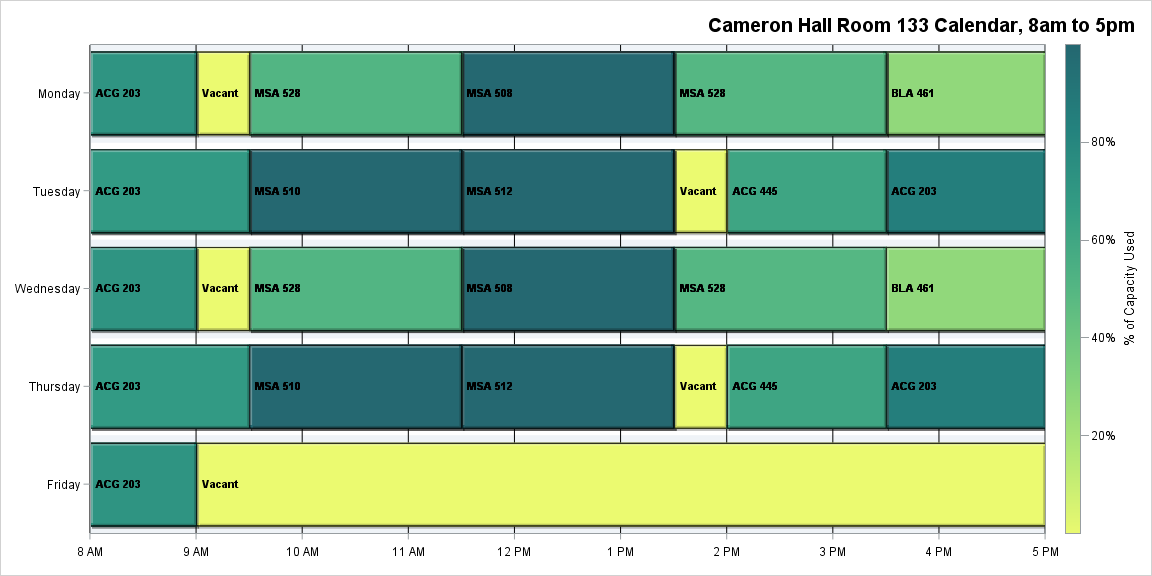 Cameron Hall Room 133 Calendar, 8am to 5pm
Monday ACG 203 Vacant MSA 528 MSA 508 MSA 528 BLA 461
80%
Tuesday ACG 203 MSA 510 MSA 512 Vacant ACG 445 ACG 203
60%
% of Capacity Used
Wednesday ACG 203 Vacant MSA 528 MSA 508 MSA 528 BLA 461
40%
Thursday ACG 203 MSA 510 MSA 512 Vacant ACG 445 ACG 203
20%
Friday ACG 203 Vacant
8 AM 9 AM 10 AM 11 AM 12 PM 1 PM 2 PM 3 PM 4 PM 5 PM